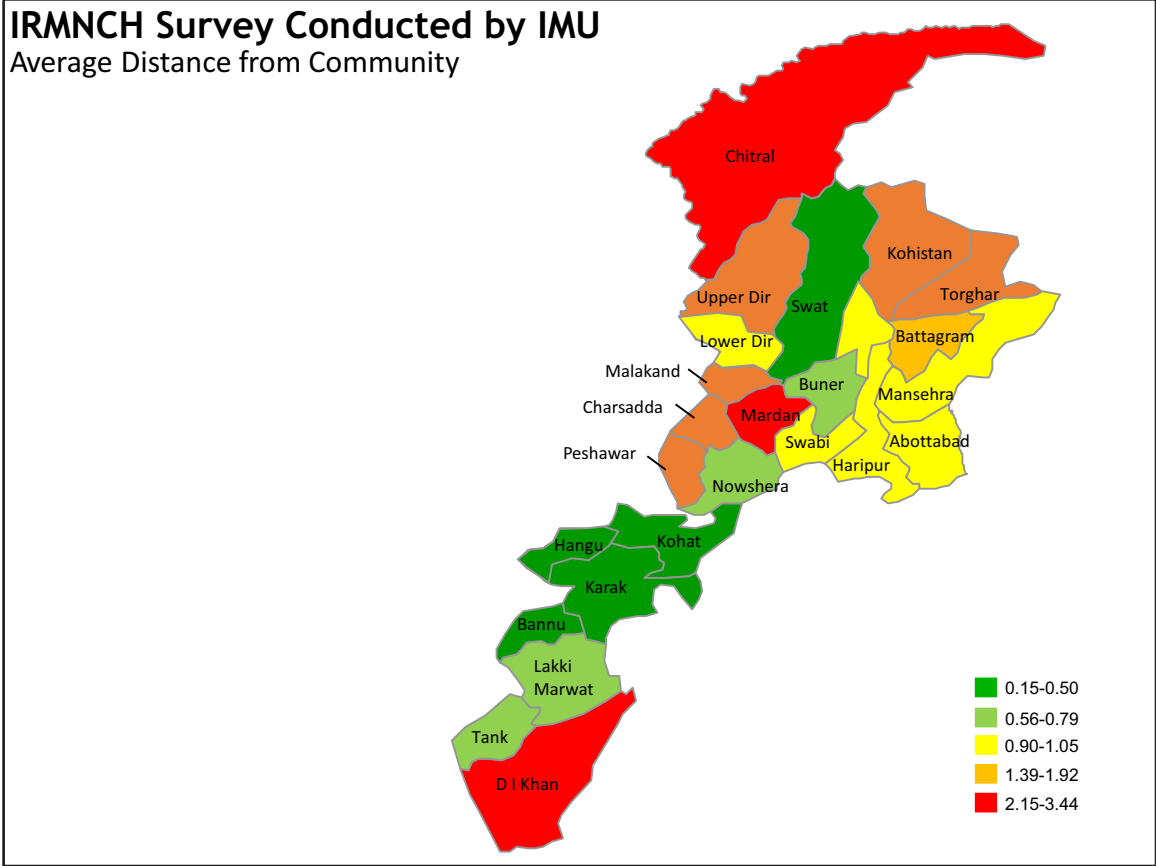 IRMNCH Survey Conducted by IMU
Average Distance from Community
Chitral
Kohistan
Upper Dir
Swat
Torghar
Lower Dir
Battagram
Malakand
Buner
Mansehra
Charsadda
Mardan
Swabi
Abottabad
Peshawar
Haripur
Nowshera
Hangu
Kohat
Karak
Bannu
Lakki
Marwat
Tank
D I Khan
0.15-0.50
0.56-0.79
0.90-1.05
1.39-1.92
2.15-3.44